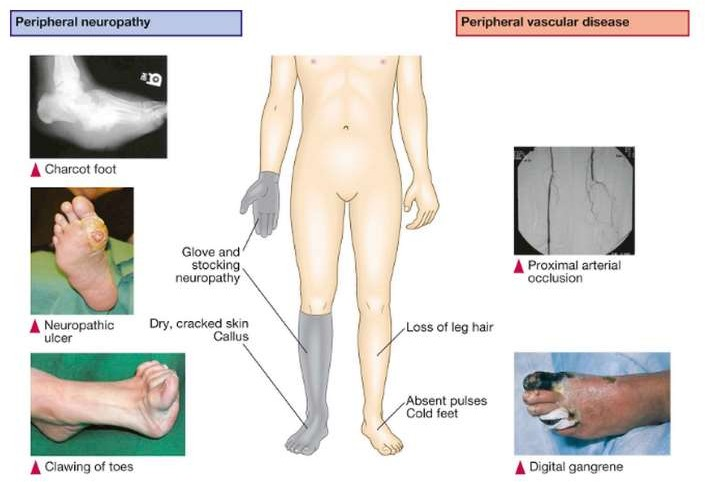 Peripheral neuropathy
Peripheral vascular disease
Charcot foot
Glove and
stocking
neuropathy
Proximal arterial
occlusion
Neuropathic
ulcer
Dry, cracked skin
Callus
Loss of leg hair
Absent pulses
Cold feet
Clawing of toes
Digital gangrene